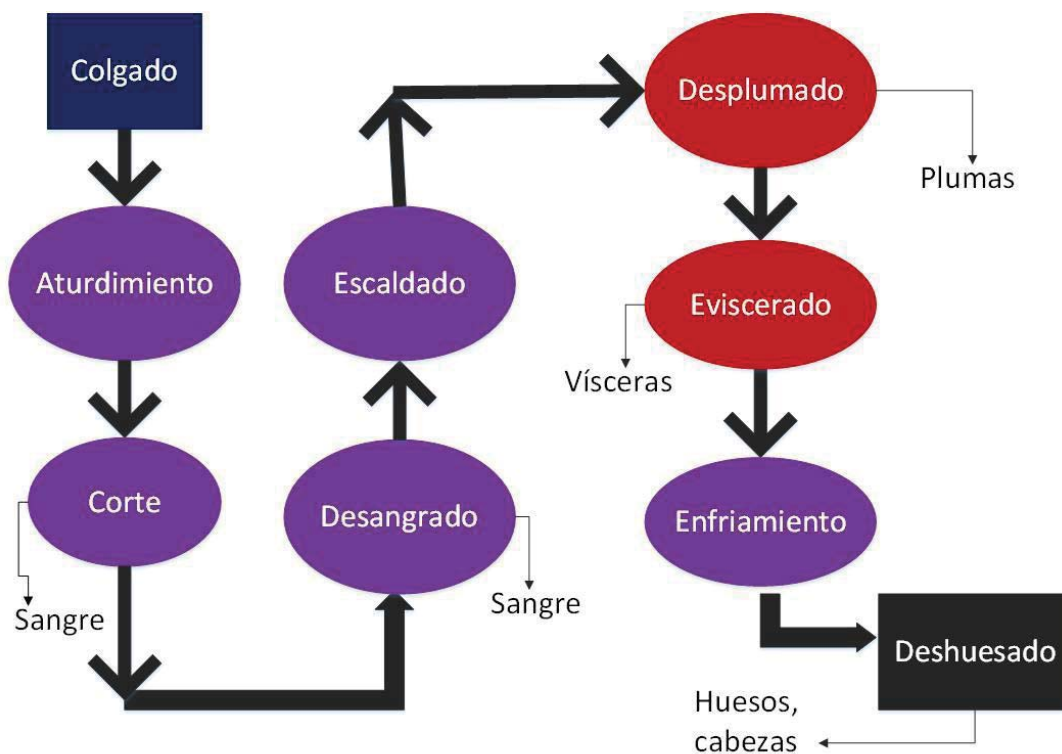 Colgado
Aturdimiento
Corte
Sangre
Desangrado
Sangre
Escaldado
Desplumado
Plumas
Eviscerado
Vísceras
Enfriamiento
Deshuesado
Huesos,
cabezas